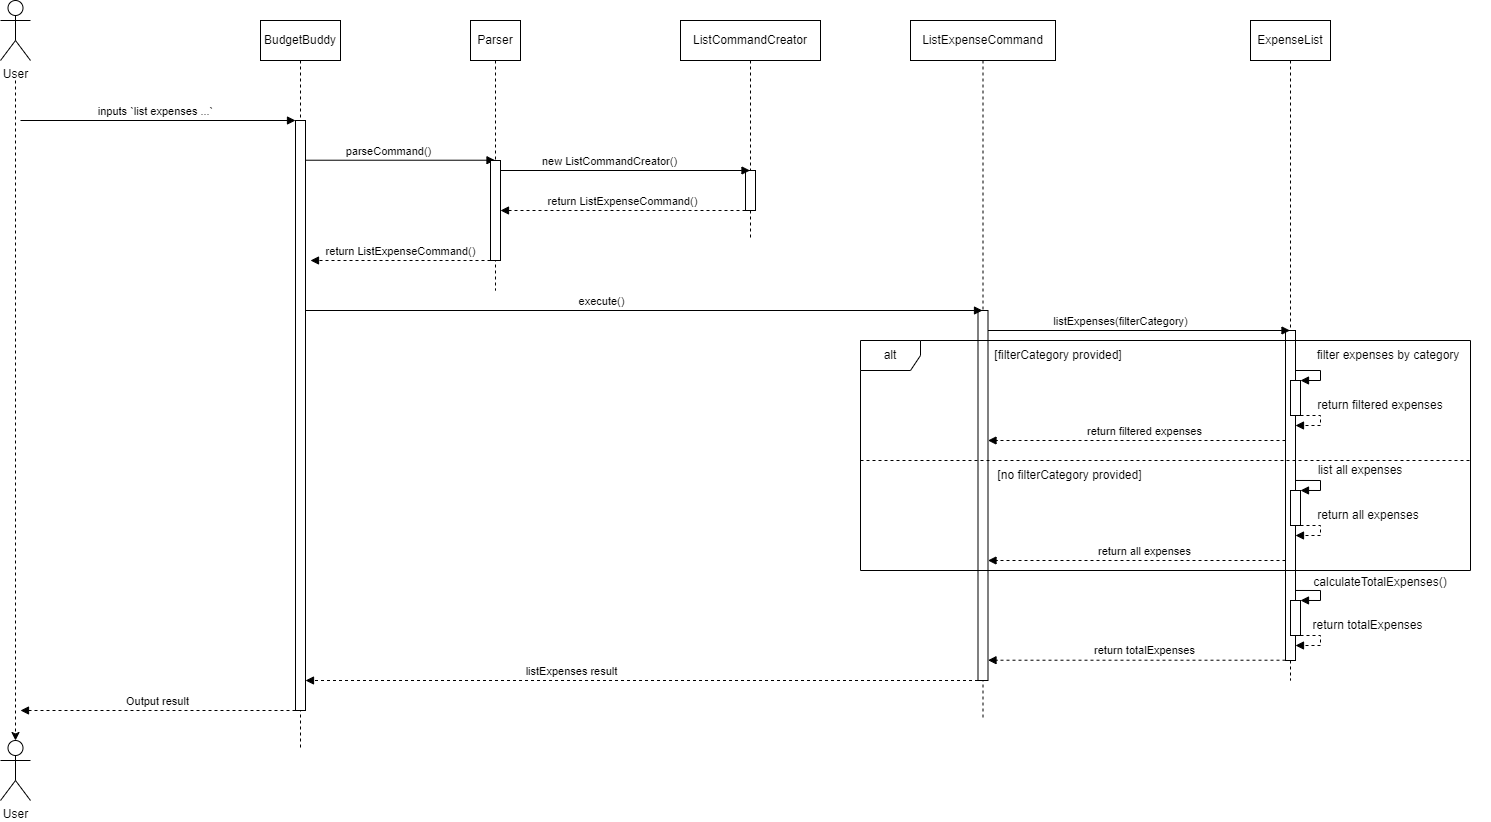 User
BudgetBuddy
Parser
ListCommandCreator
ListExpenseCommand
ExpenseList
inputs `list expenses ...`
parseCommand()
new ListCommandCreator()
return ListExpenseCommand()
return ListExpenseCommand()
execute()
listExpenses(filterCategory)
alt
[filterCategory provided]
filter expenses by category
return filtered expenses
return filtered expenses
[no filterCategory provided]
list all expenses
return all expenses
return all expenses
calculateTotalExpenses()
return totalExpenses
return totalExpenses
listExpenses result
Output result
User